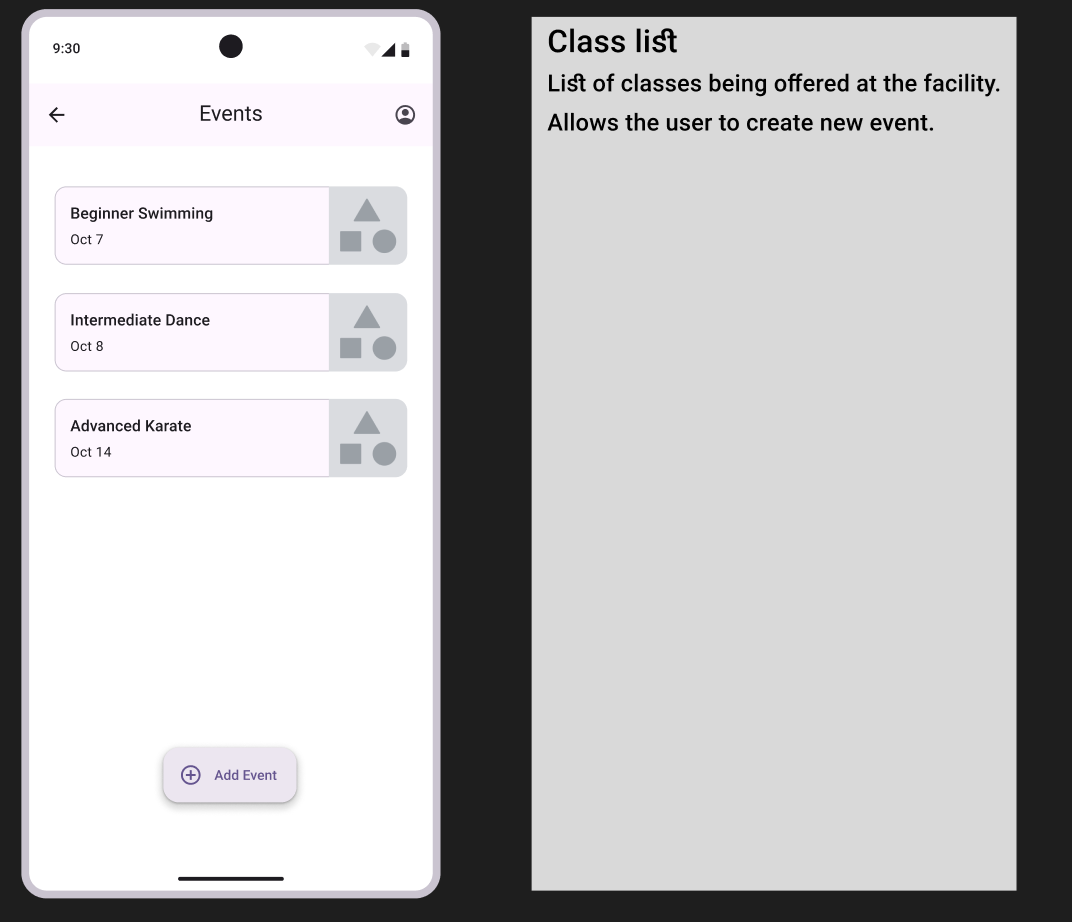 9:30
Events
Beginner Swimming
Oct 7
Intermediate Dance
Oct 8
Advanced Karate
Oct 14
Add Event
Class list
List of classes being offered at the facility.
Allows the user to create new event.